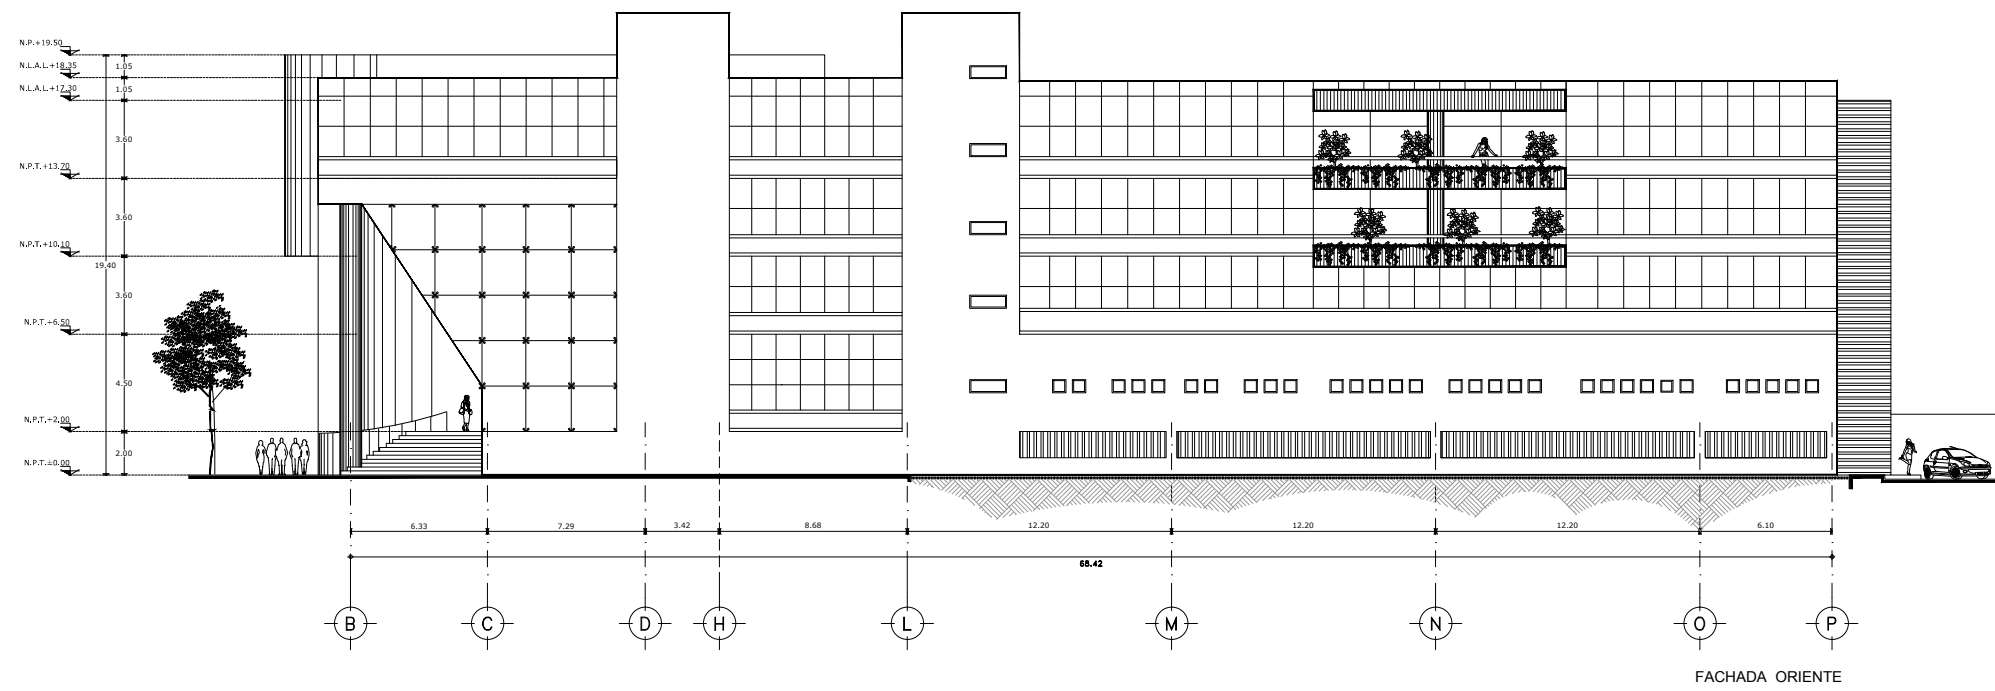 N.P.+19.50
N.L.A.L.+18.35
N.L.A.L.+17.30
N.P.T.+13.70
N.P.T.+10.10
N.P.T.+6.50
N.P.T.+2.00
N.P.T.±0.00
1.05
1.05
3.60
3.60
19.40
3.60
4.50
2.00
6.33 7.29 3.42 8.68 12.20 12.20 12.20 6.10
68.42
B C D H L M N O P
FACHADA ORIENTE